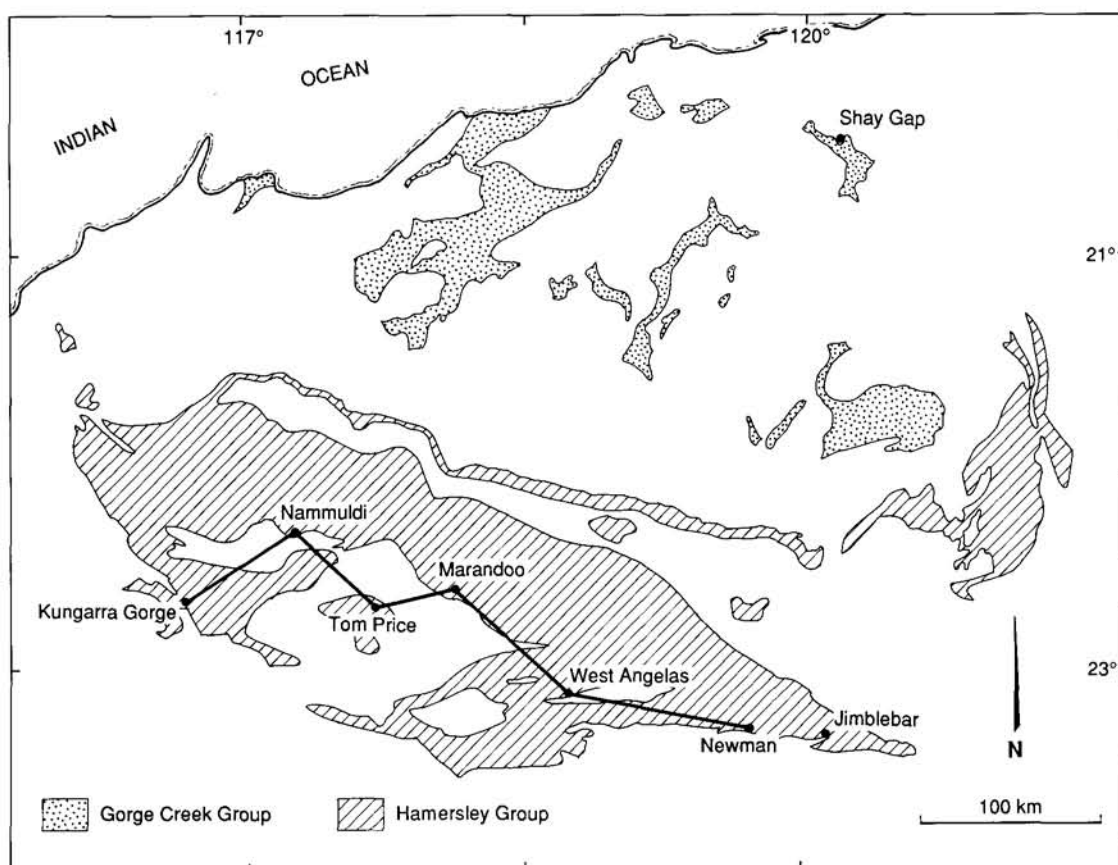 117°
120°
INDIAN OCEAN
Shay Gap
21°
Nammuldi
Marandoo
Kungarra Gorge
Tom Price
West Angelas
23°
Newman
Jimblebar
N
Gorge Creek Group
Hamersley Group
100 km